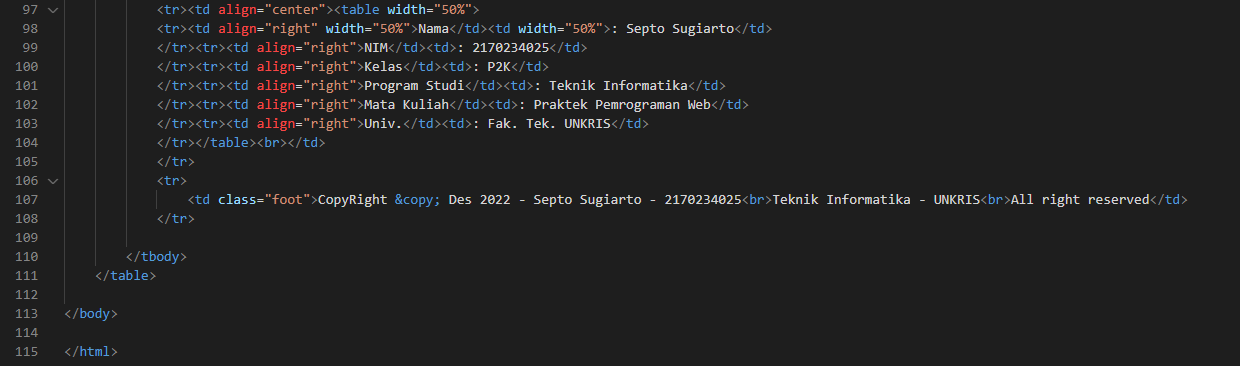 97 <tr><td align="center"><table width="50%">
98 <tr><td align="right" width="50%">Nama</td><td width="50%">: Septo Sugiarto</td>
99 </tr><tr><td align="right">NIM</td><td>: 2170234025</td>
100 </tr><tr><td align="right">Kelas</td><td>: P2K</td>
101 </tr><tr><td align="right">Program Studi</td><td>: Teknik Informatika</td>
102 </tr><tr><td align="right">Mata Kuliah</td><td>: Praktek Pemrograman Web</td>
103 </tr><tr><td align="right">Univ.</td><td>: Fak. Tek. UNKRIS</td>
104 </tr></table><br></td>
105 </tr>
106 <tr>
107 <td class="foot">CopyRight &copy; Des 2022 - Septo Sugiarto - 2170234025<br>Teknik Informatika - UNKRIS<br>All right reserved</td>
108 </tr>
109
110 </tbody>
111 </table>
112
113 </body>
114
115 </html>